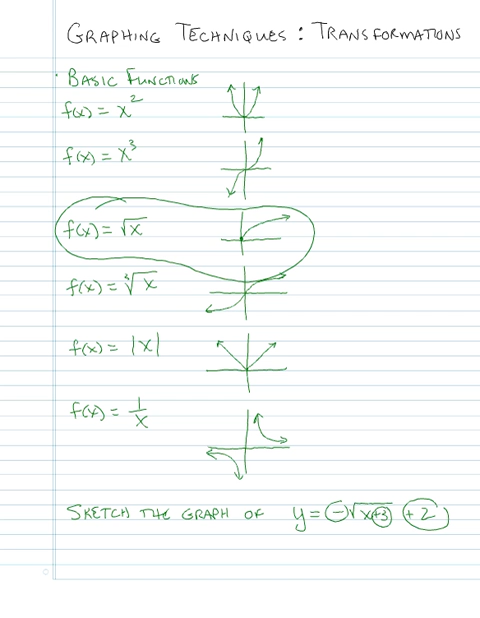 GRAPHING TECHNIQUES: TRANSFORMATIONS
· BASIC FUNCTIONS
f(x) = x²
f(x) = x³
f(x) = √x
f(x) = ∛x
f(x) = |x|
f(x) = 1/x
SKETCH THE GRAPH OF y = -√x+3 + 2